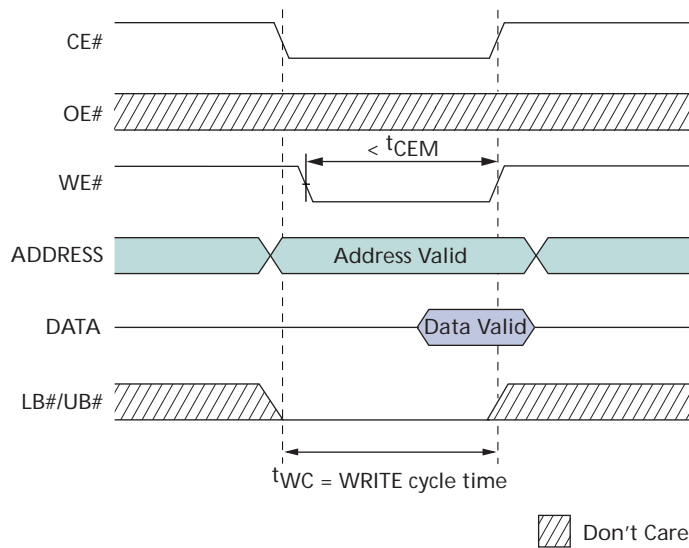 CE#
OE#
< tCEM
WE#
ADDRESS Address Valid
DATA Data Valid
LB#/UB#
tWC = WRITE cycle time
Don't Care